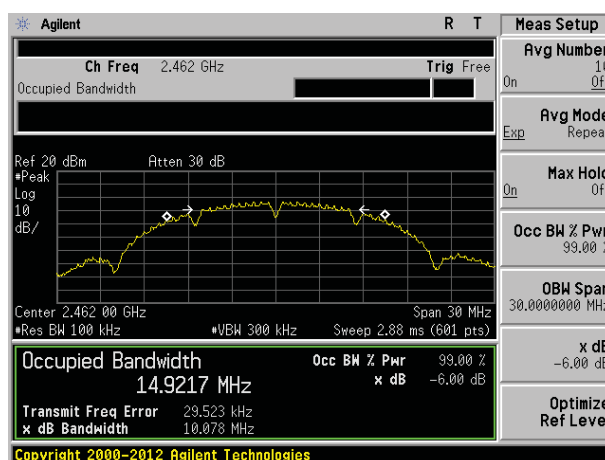 Agilent R T
Meas Setup
Ch Freq 2.462 GHz Trig Free
Occupied Bandwidth
Avg Number
On
Avg Mode
Exp Repeat
Max Hold
On
Occ BW % Pwr
99.00 %
OBW Span
30.0000000 MHz
x dB
-6.00 dB
Optimize
Ref Level
Ref 20 dBm Atten 30 dB
#Peak
Log
10
dB/
Center 2.462 00 GHz Span 30 MHz
#Res BW 100 kHz #VBW 300 kHz Sweep 2.88 ms (601 pts)
Occupied Bandwidth Occ BW % Pwr 99.00 %
14.9217 MHz x dB -6.00 dB
Transmit Freq Error 29.523 kHz
x dB Bandwidth 10.078 MHz
Copyright 2000-2012 Agilent Technologies